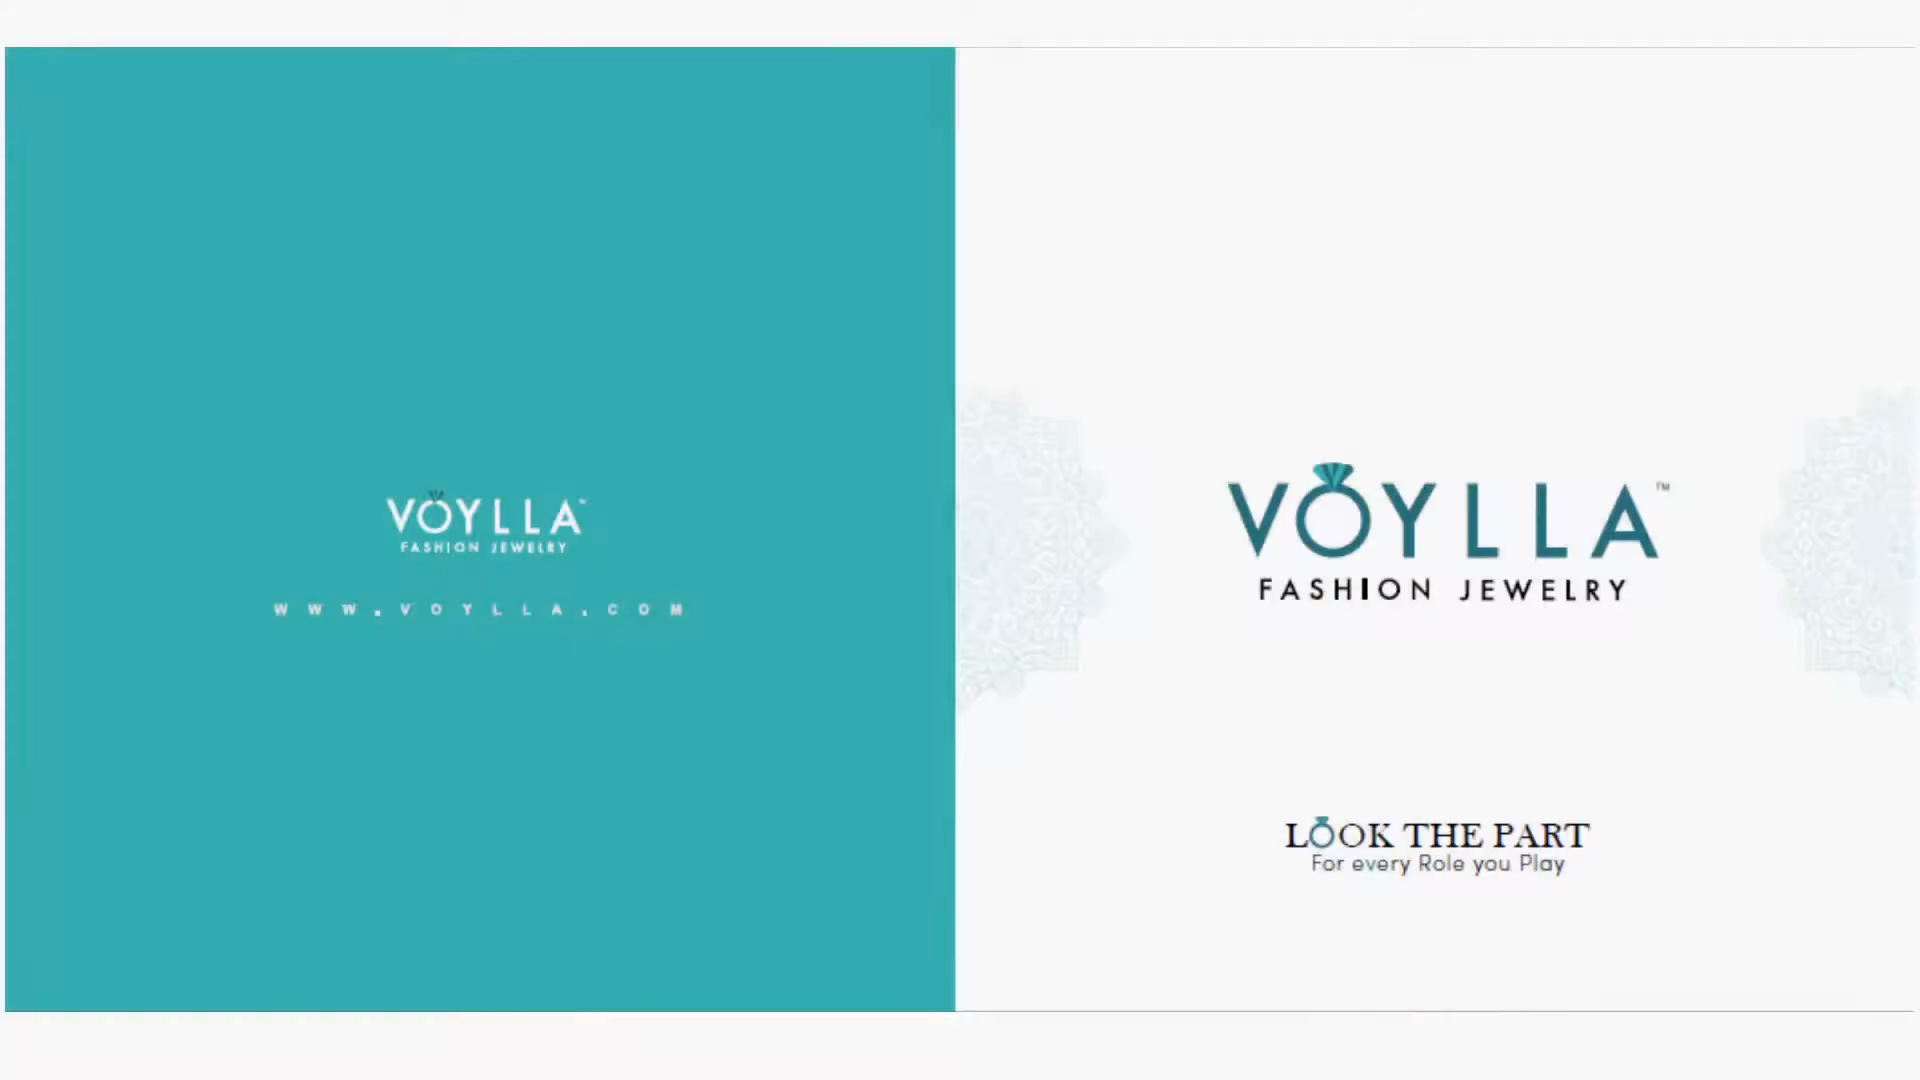 VOYLLA™
FASHION JEWELRY
WWW.VOYLLA.COM
VOYLLA™
FASHION JEWELRY
LOOK THE PART
For every Role you Play